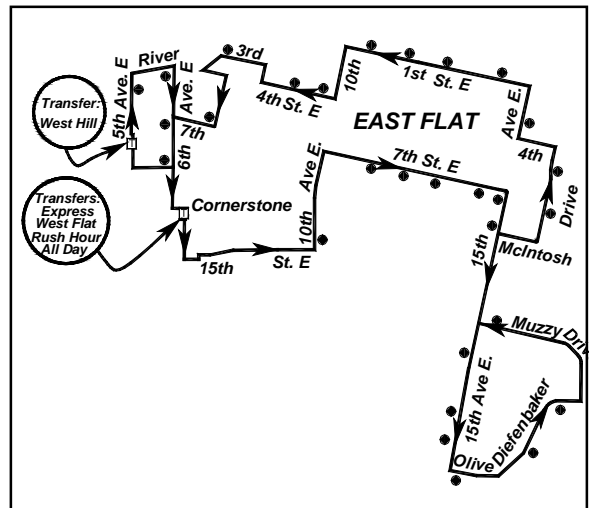 River
3rd
10th
1st St. E
5th Ave. E
Ave. E
4th St. E
EAST FLAT
Ave E.
4th
Transfer:
West Hill
7th
6th
7th St. E
Transfers:
Express
West Flat
Rush Hour
All Day
Cornerstone
10th Ave E.
15th
St. E
15th
McIntosh
Drive
Muzzy Driv
15th Ave E.
Diefenbaker
Olive